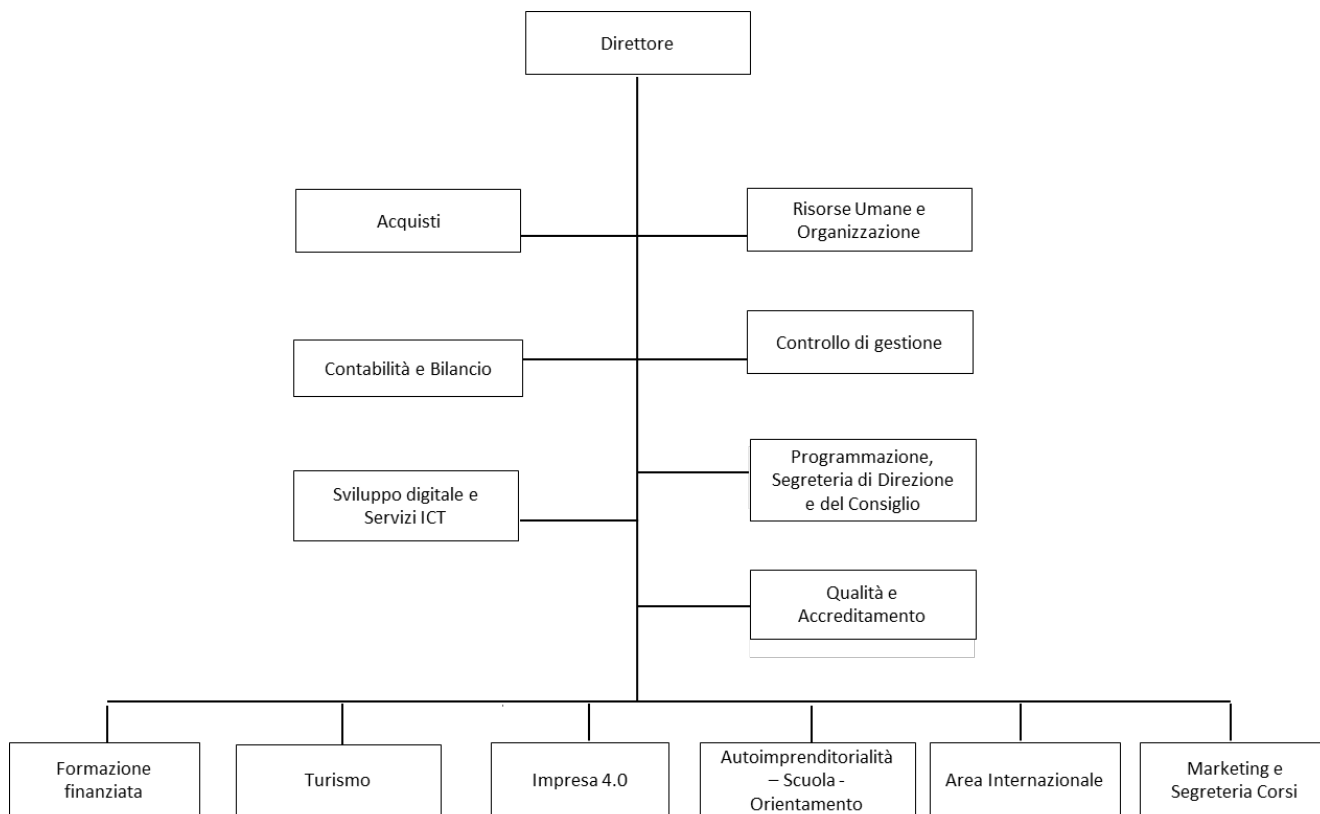 Direttore
Acquisti
Risorse Umane e
Organizzazione
Contabilità e Bilancio
Controllo di gestione
Sviluppo digitale e
Servizi ICT
Programmazione,
Segreteria di Direzione
e del Consiglio
Qualità e
Accreditamento
Formazione
finanziata
Turismo
Impresa 4.0
Autoimprenditorialità
– Scuola -
Orientamento
Area Internazionale
Marketing e
Segreteria Corsi